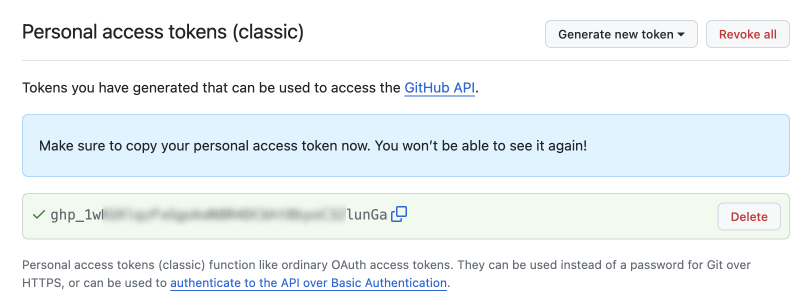 Personal access tokens (classic)
Generate new token
Revoke all
Tokens you have generated that can be used to access the GitHub API.
Make sure to copy your personal access token now. You won’t be able to see it again!
ghp_1w lunGa
Delete
Personal access tokens (classic) function like ordinary OAuth access tokens. They can be used instead of a password for Git over
HTTPS, or can be used to authenticate to the API over Basic Authentication.